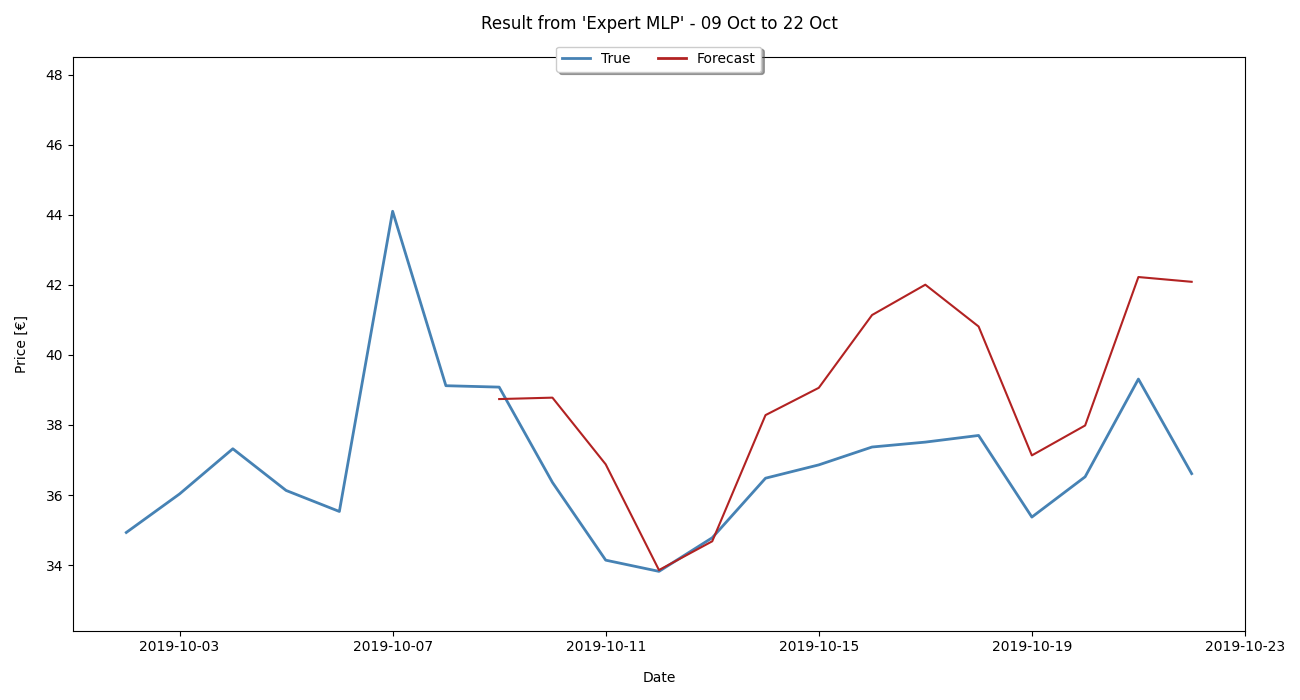 Result from 'Expert MLP' - 09 Oct to 22 Oct
True Forecast
48
46
44
42
40
38
36
34
Price [€]
2019-10-03 2019-10-07 2019-10-11 2019-10-15 2019-10-19 2019-10-23
Date